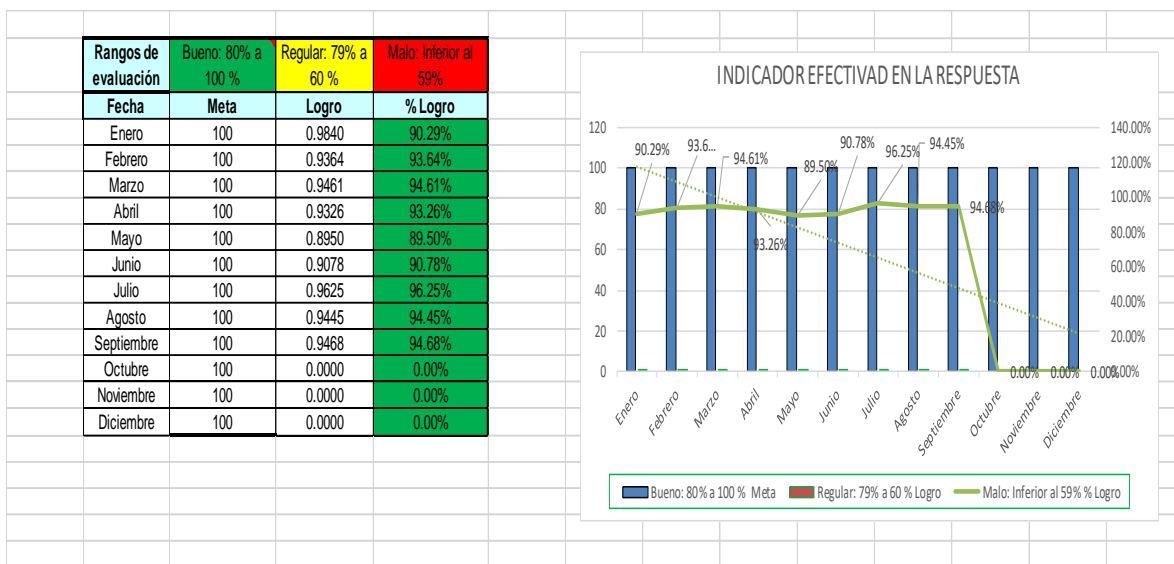 Rangos de evaluación Bueno: 80% a 100 % Regular: 79% a 60 % Malo: Inferior al 59%
Fecha Meta Logro % Logro
Enero 100 0.9840 90.29%
Febrero 100 0.9364 93.64%
Marzo 100 0.9461 94.61%
Abril 100 0.9326 93.26%
Mayo 100 0.8950 89.50%
Junio 100 0.9078 90.78%
Julio 100 0.9625 96.25%
Agosto 100 0.9445 94.45%
Septiembre 100 0.9468 94.68%
Octubre 100 0.0000 0.00%
Noviembre 100 0.0000 0.00%
Diciembre 100 0.0000 0.00%
INDICADOR EFECTIVAD EN LA RESPUESTA
120 140.00%
100 120.00%
80 100.00%
60 80.00%
40 60.00%
20 40.00%
0 20.00%
0.00%
90.29% 93.6... 94.61% 93.26% 89.50% 90.78% 96.25% 94.45% 94.68% 0.00% 0.00% 0.00%
Enero Febrero Marzo Abril Mayo Junio Julio Agosto Septiembre Octubre Noviembre Diciembre
Bueno: 80% a 100 % Meta Regular: 79% a 60 % Logro Malo: Inferior al 59% % Logro